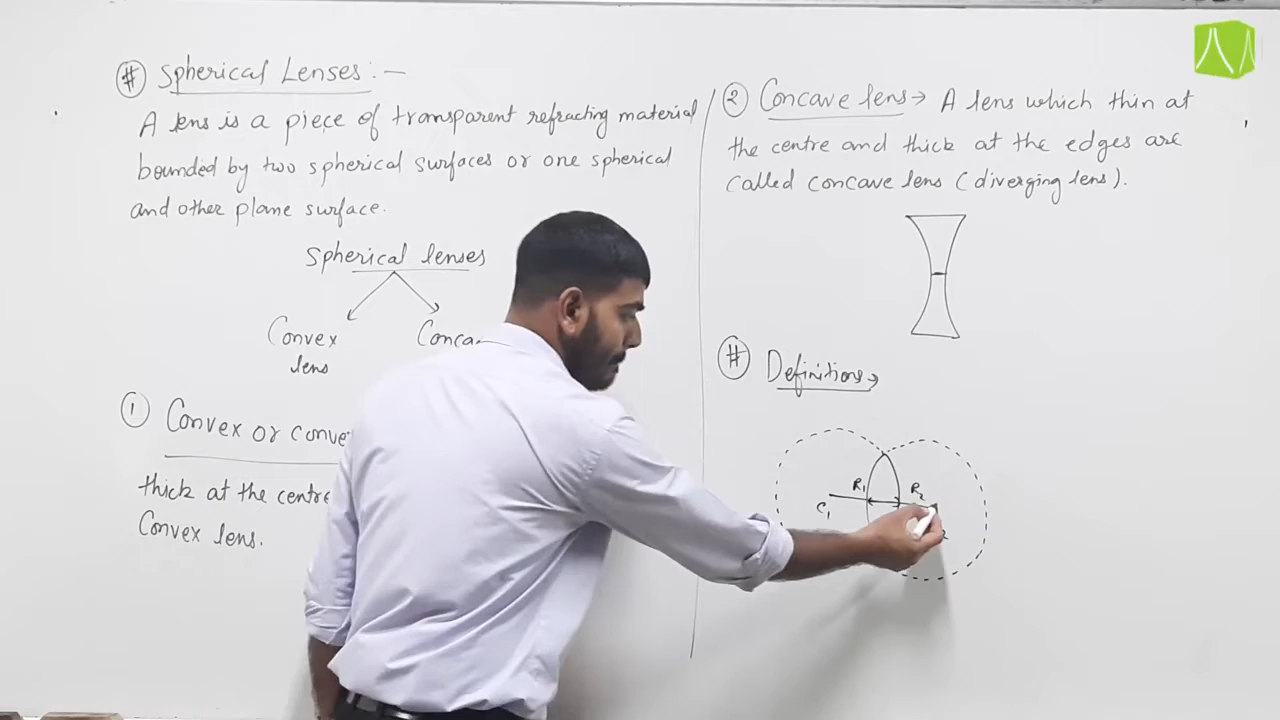 # Spherical Lenses:-
A lens is a piece of transparent refracting material
bounded by two spherical surfaces or one spherical
and other plane surface.
Spherical lenses
Convex
lens
Conca
① Convex or conve
thick at the centre
Convex lens.
② Concave lens→ A lens which thin at
the centre and thick at the edges are
called concave lens (diverging lens).
# Definitions→
R₁ R₂
C₁ 2